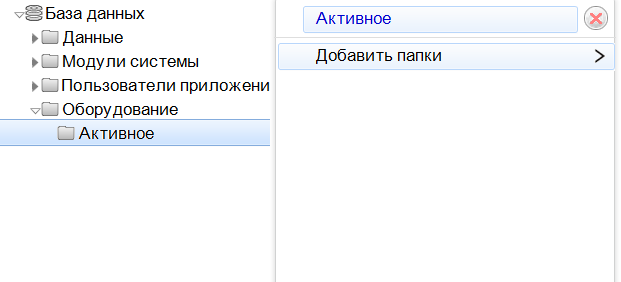 База данных
Данные
Модули системы
Пользователи приложени
Оборудование
Активное
Активное
Добавить папки